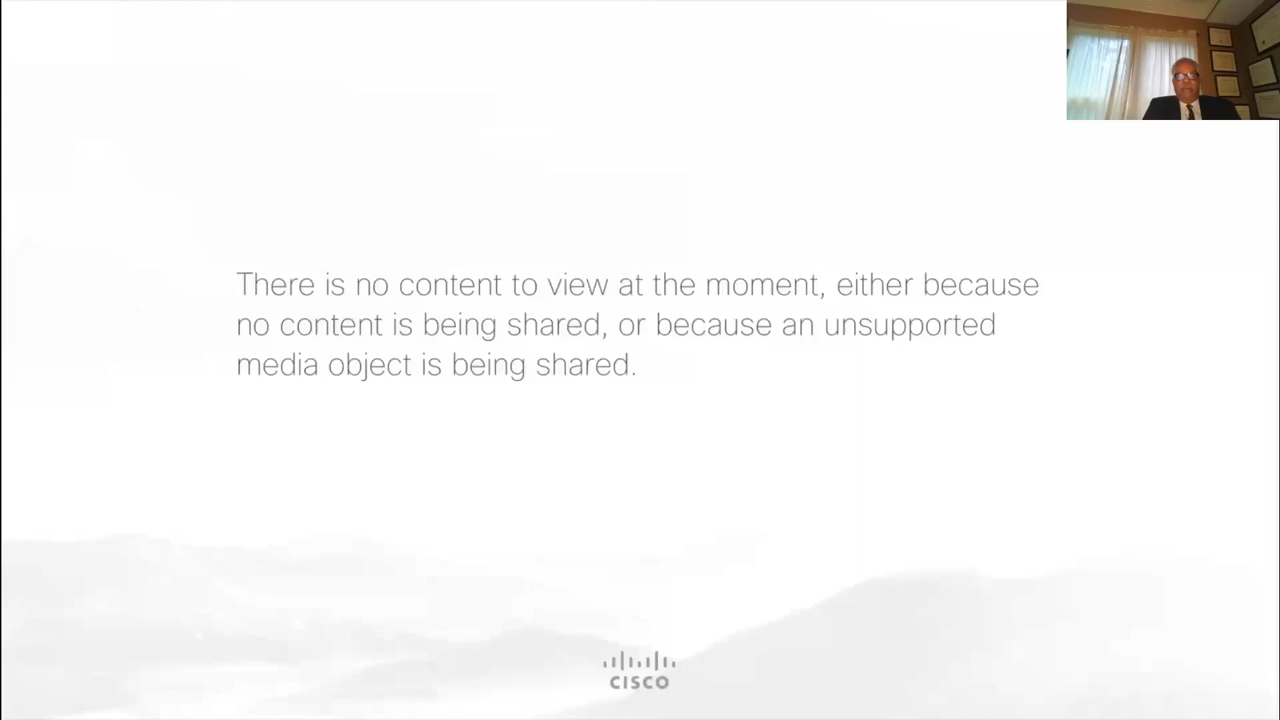 There is no content to view at the moment, either because
no content is being shared, or because an unsupported
media object is being shared.
CISCO